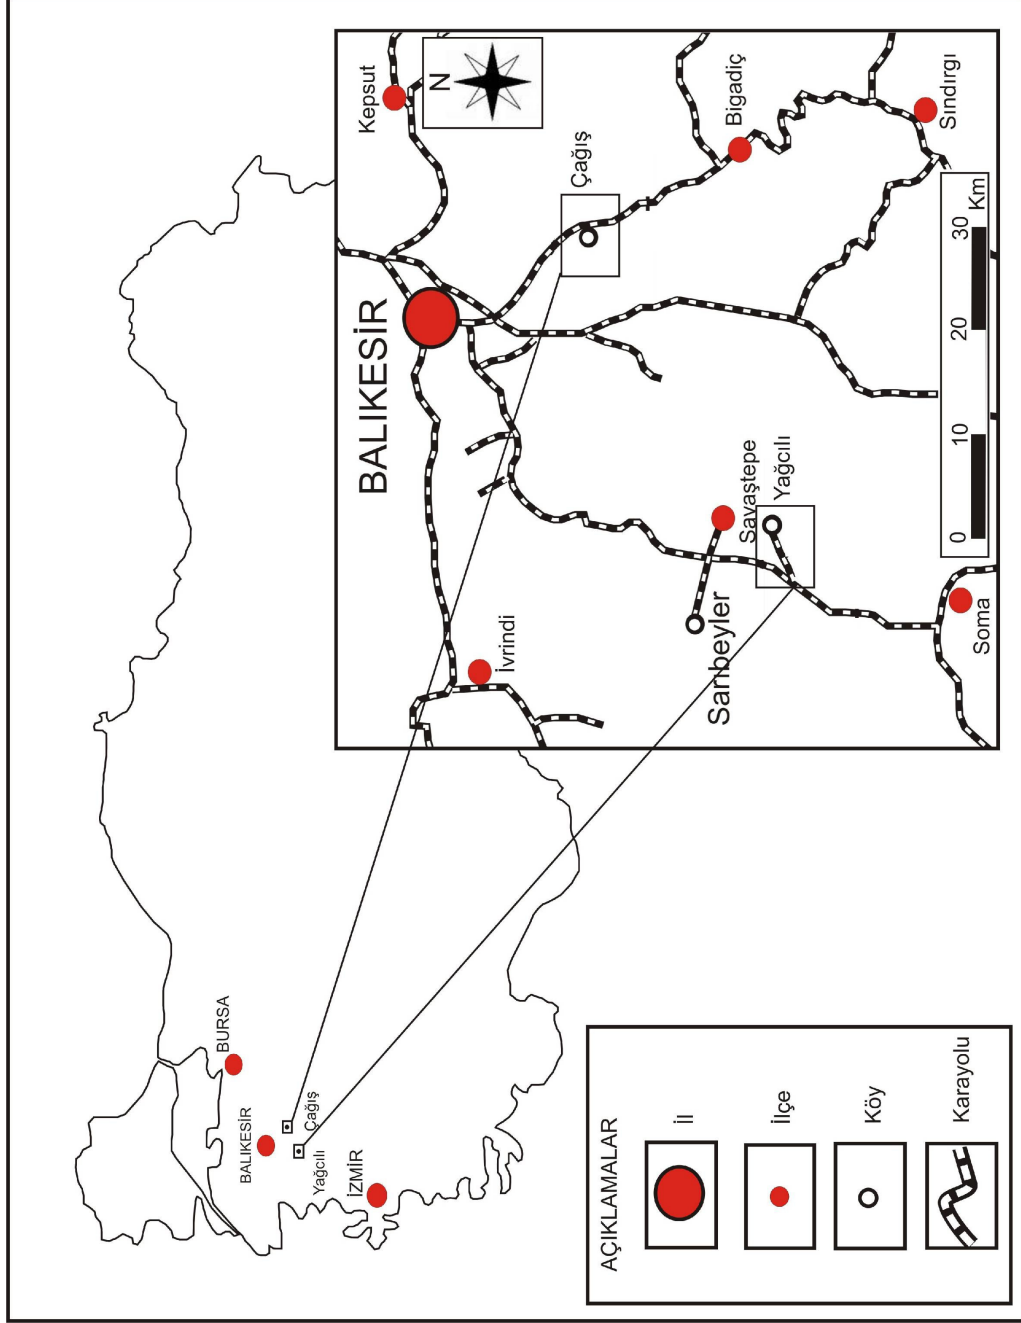 BURSA
BALIKESİR
Çağış
Yağcılı
İZMİR
Kepsut
N
BALIKESİR
Çağış
Bigadiç
Sındırgı
İvrindi
Savaştepe
Yağcılı
Sarıbeyler
Soma
0 10 20 30 Km
AÇIKLAMALAR
İl
İlçe
Köy
Karayolu